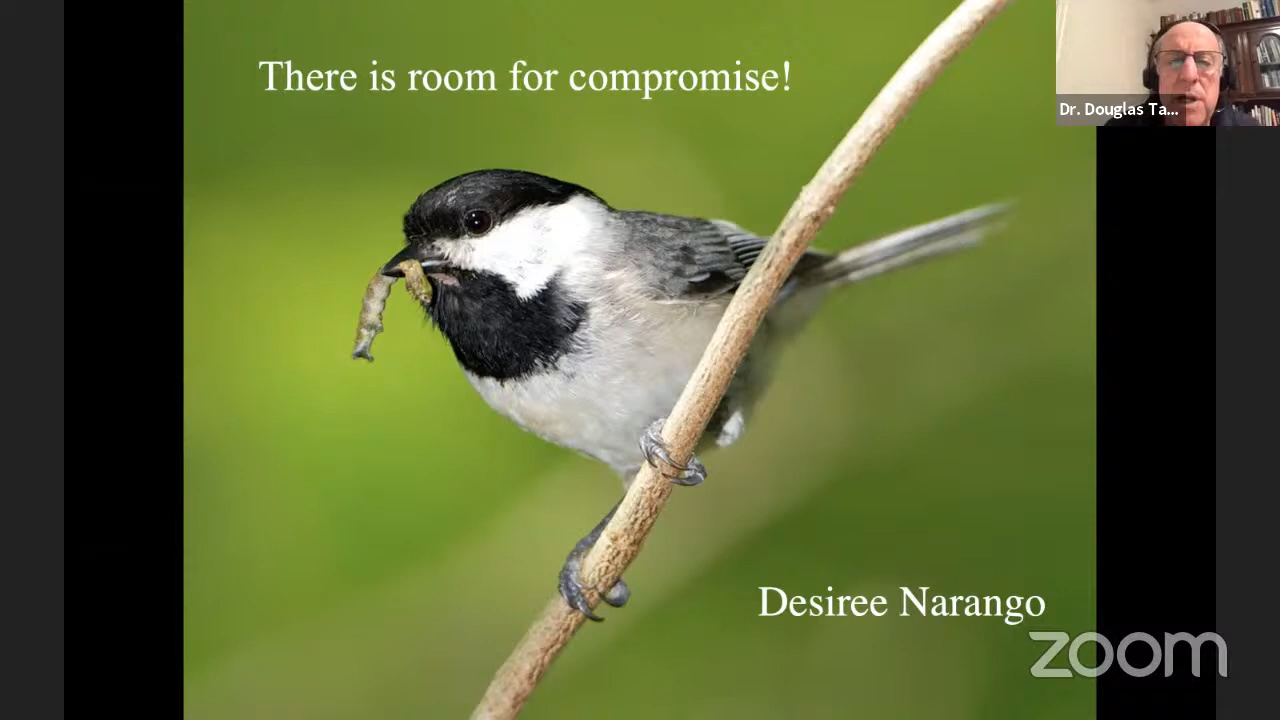 There is room for compromise!
Dr. Douglas Ta...
Desiree Narango
zoom